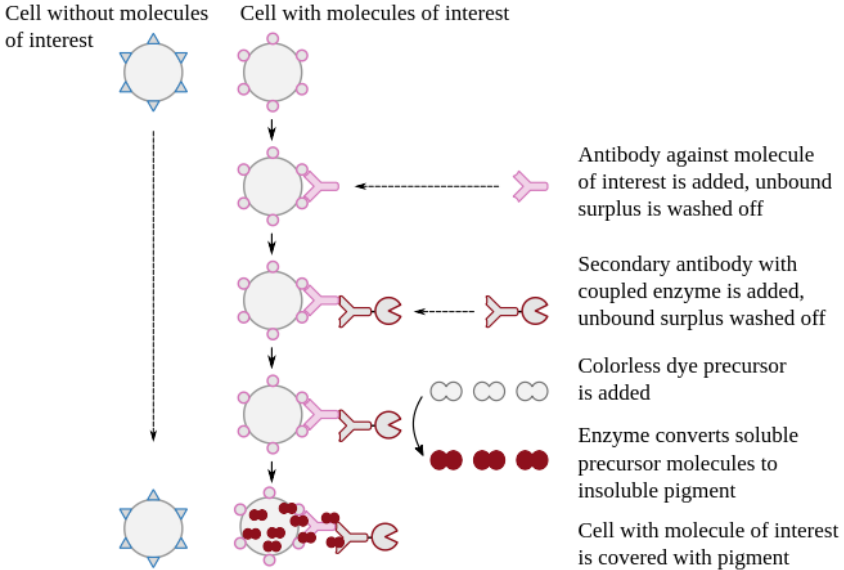 Cell without molecules
of interest
Cell with molecules of interest
Antibody against molecule
of interest is added, unbound
surplus is washed off
Secondary antibody with
coupled enzyme is added,
unbound surplus washed off
Colorless dye precursor
is added
Enzyme converts soluble
precursor molecules to
insoluble pigment
Cell with molecule of interest
is covered with pigment